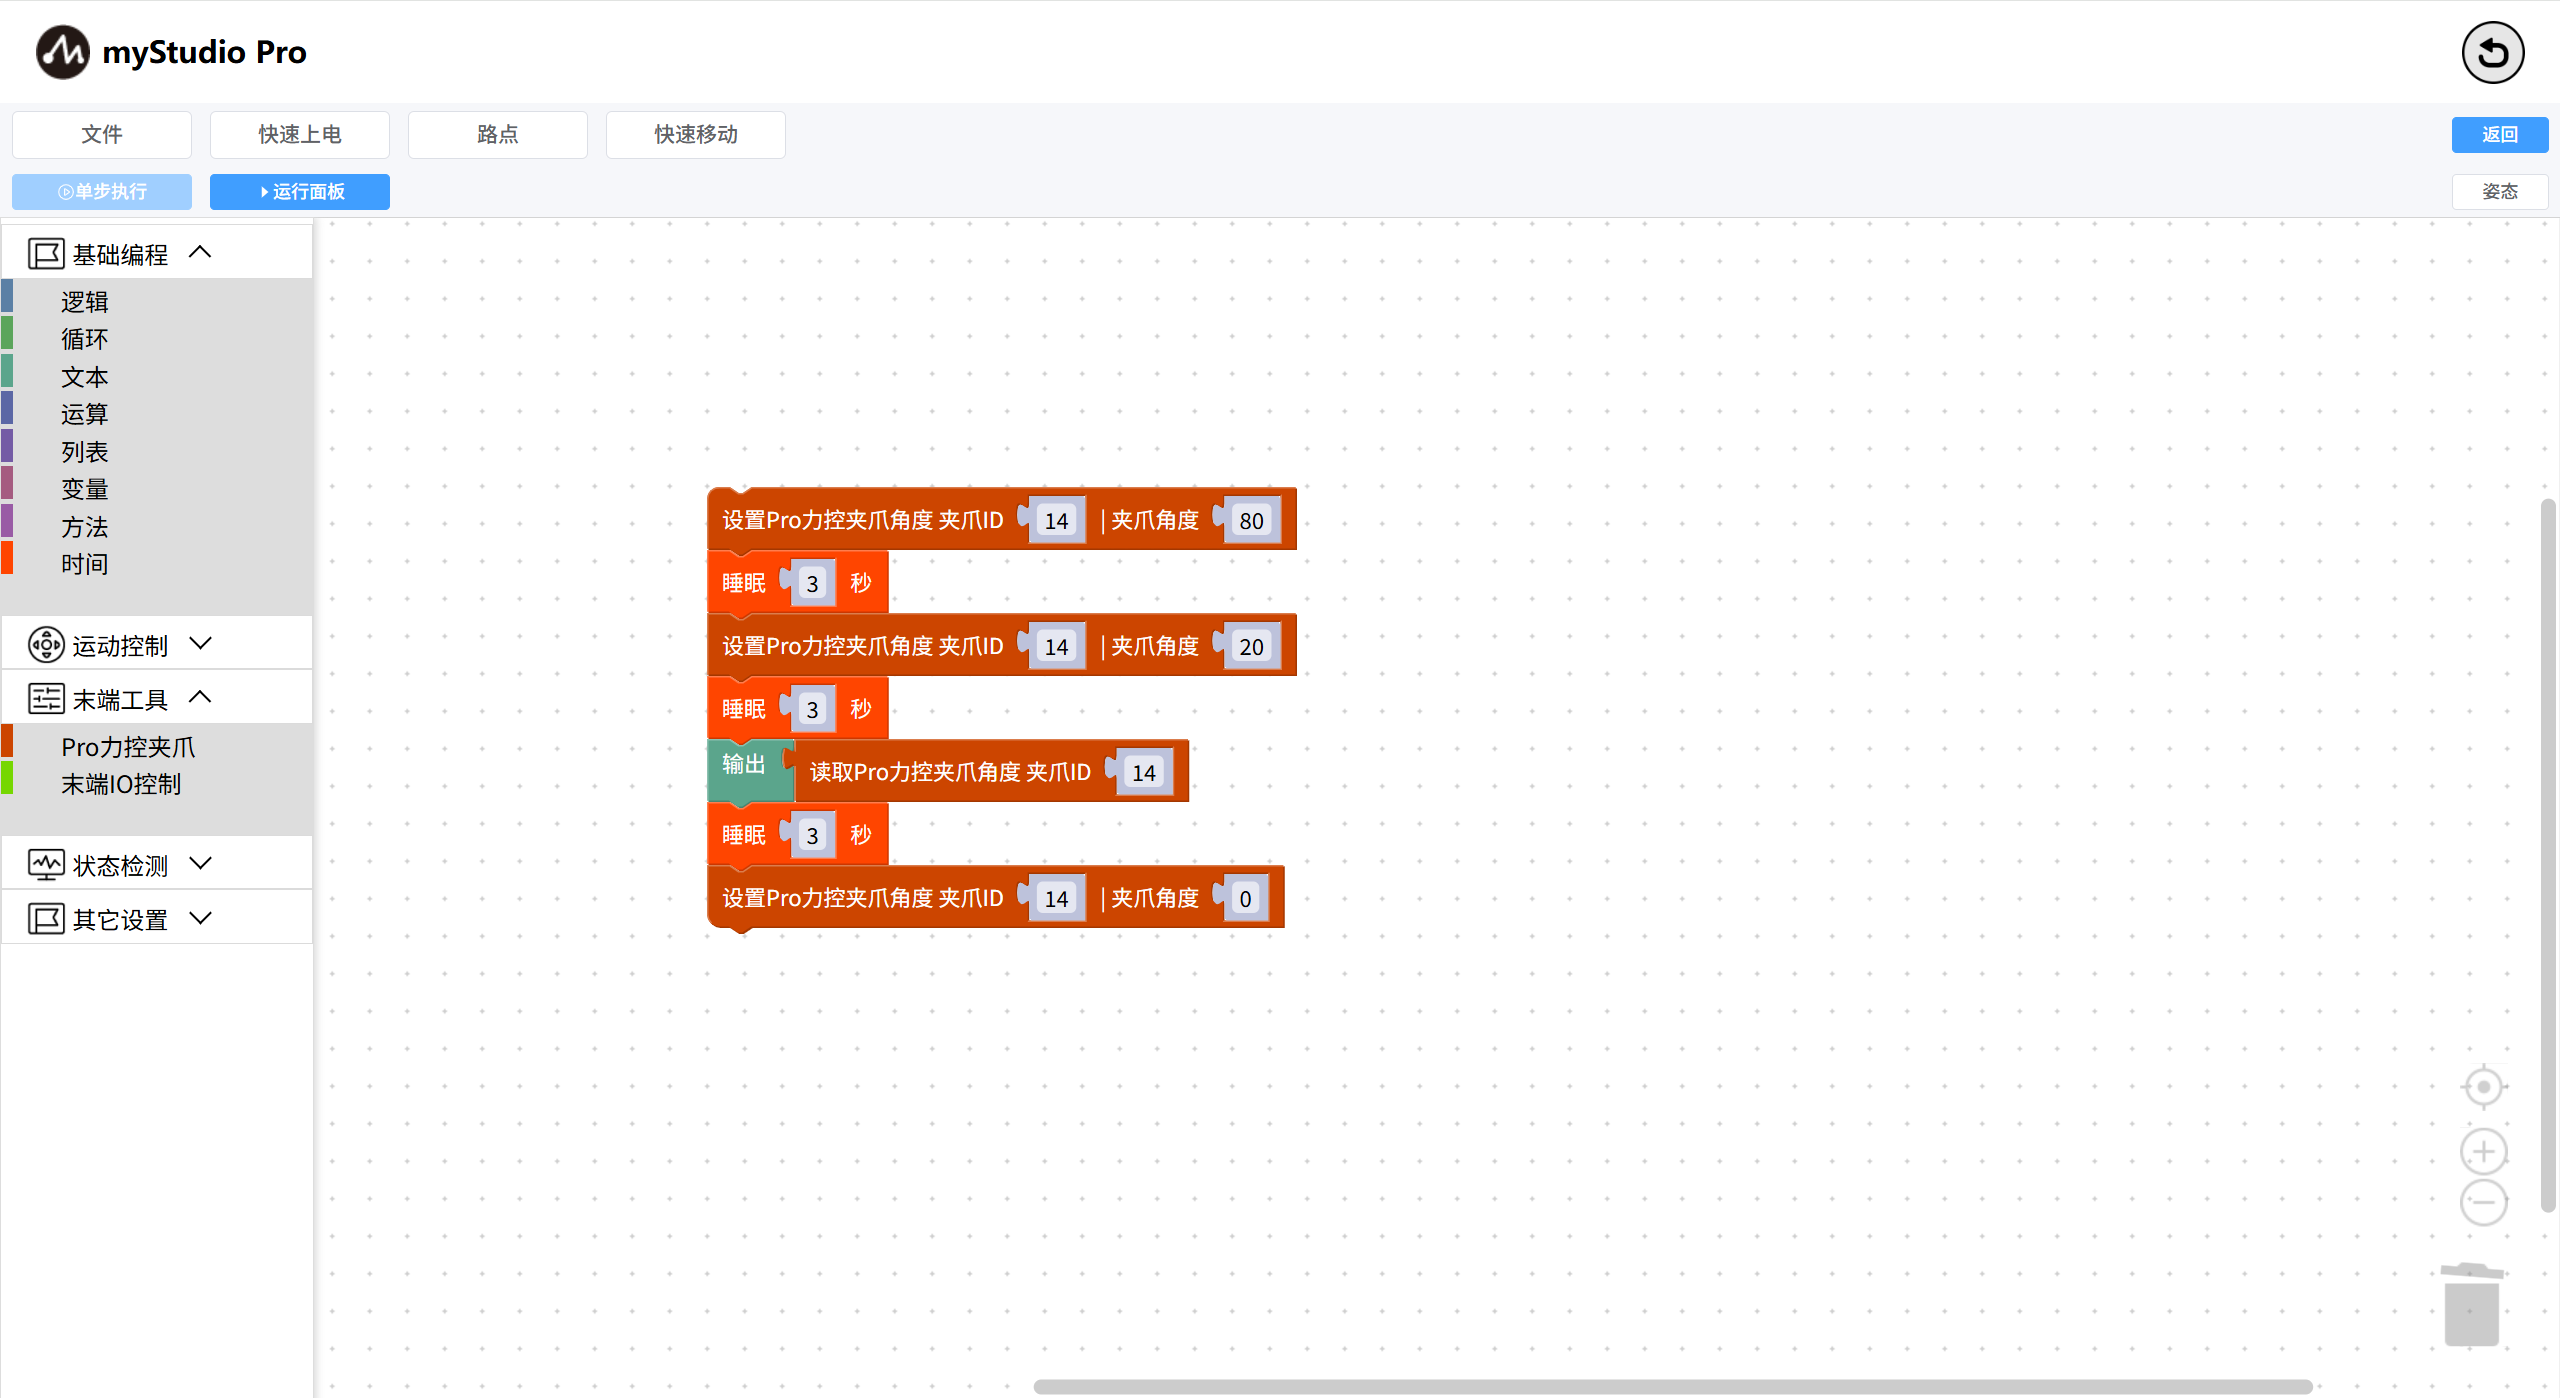 myStudio Pro
文件
快速上电
路点
快速移动
返回
单步执行
运行面板
姿态
基础编程
逻辑
循环
文本
运算
列表
变量
方法
时间
运动控制
末端工具
Pro力控夹爪
末端IO控制
状态检测
其它设置
设置Pro力控夹爪角度 夹爪ID 14 | 夹爪角度 80
睡眠 3 秒
设置Pro力控夹爪角度 夹爪ID 14 | 夹爪角度 20
睡眠 3 秒
输出 读取Pro力控夹爪角度 夹爪ID 14
睡眠 3 秒
设置Pro力控夹爪角度 夹爪ID 14 | 夹爪角度 0